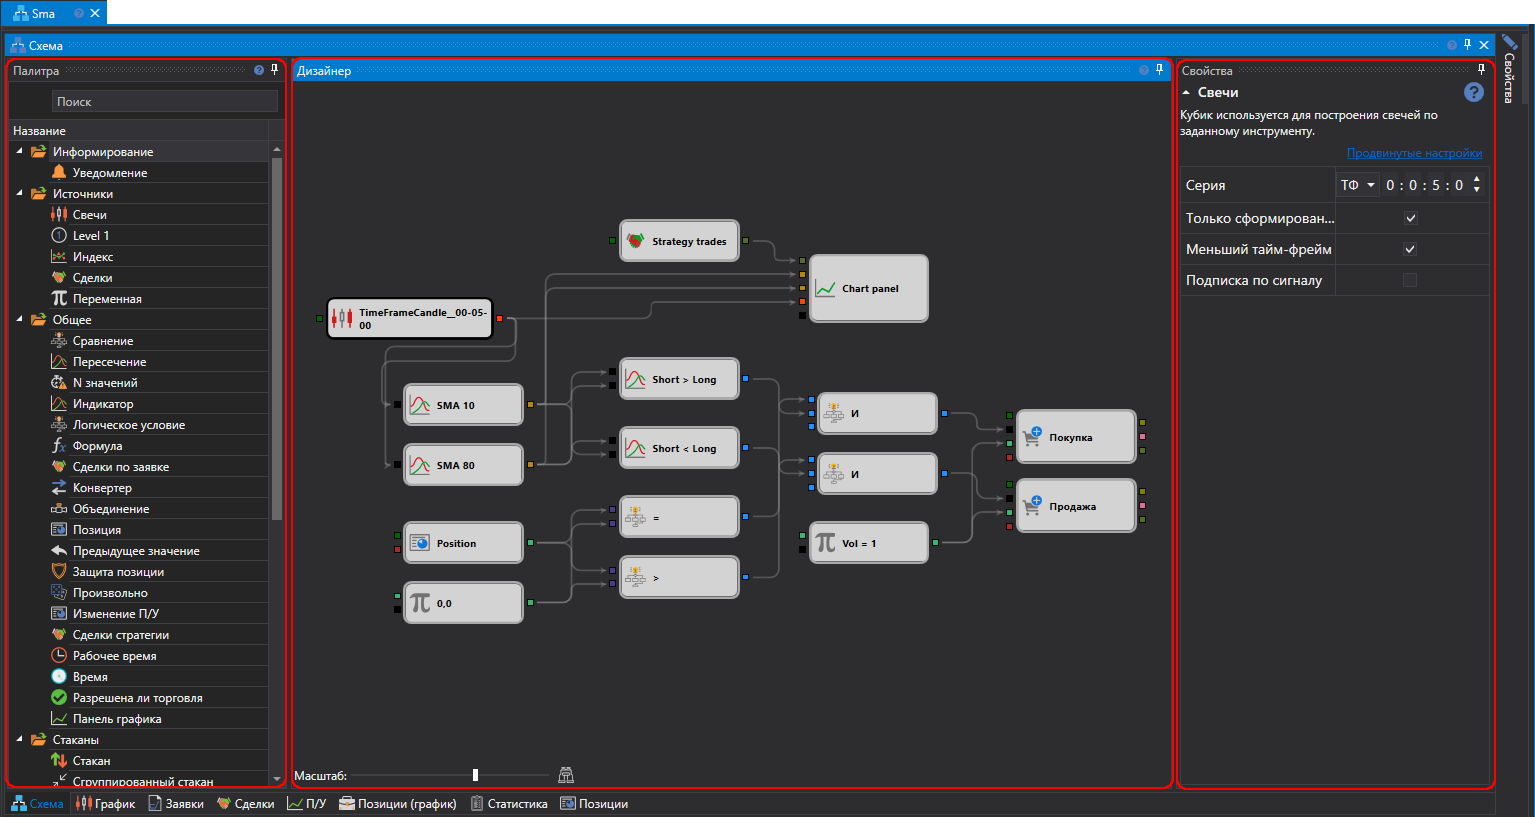 Sma
Схема
Палитра
Поиск
Название
Информирование
Уведомление
Источники
Свечи
Level 1
Индекс
Сделки
Переменная
Общее
Сравнение
Пересечение
N значений
Индикатор
Логическое условие
Формула
Сделки по заявке
Конвертер
Объединение
Позиция
Предыдущее значение
Защита позиции
Произвольно
Изменение П/У
Сделки стратегии
Рабочее время
Время
Разрешена ли торговля
Панель графика
Стаканы
Стакан
Сгруппированный стакан
Дизайнер
Strategy trades
Chart panel
TimeFrameCandle_00-05-
00
SMA 10
SMA 80
Short > Long
Short < Long
И
И
Покупка
Продажа
Position
=
>
Vol = 1
0,0
Масштаб:
Свойства
Свечи
Кубик используется для построения свечей по
заданному инструменту.
Продвинутые настройки
Серия ТФ 0 : 0 : 5 : 0
Только сформирован...
Меньший тайм-фрейм
Подписка по сигналу
Свойства
Схема График Заявки Сделки П/У Позиции (график) Статистика Позиции